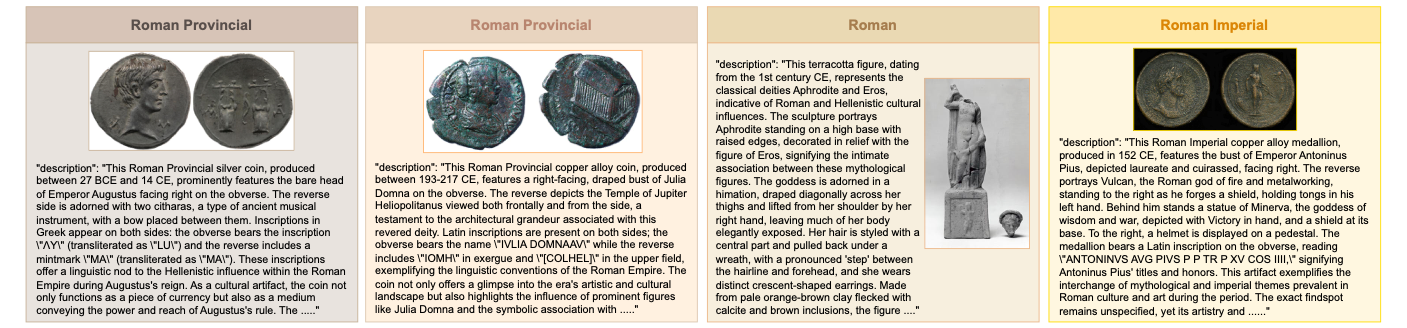 Roman Provincial
"description": "This Roman Provincial silver coin, produced
between 27 BCE and 14 CE, prominently features the bare head
of Emperor Augustus facing right on the obverse. The reverse
side is adorned with two citharas, a type of ancient musical
instrument, with a bow placed between them. Inscriptions in
Greek appear on both sides: the obverse bears the inscription
\"ΛY\" (transliterated as \"LU\") and the reverse includes a
mintmark \"MA\" (transliterated as \"MA\"). These inscriptions
offer a linguistic nod to the Hellenistic influence within the Roman
Empire during Augustus's reign. As a cultural artifact, the coin not
only functions as a piece of currency but also as a medium
conveying the power and reach of Augustus's rule. The ....."
Roman Provincial
"description": "This Roman Provincial copper alloy coin, produced
between 193-217 CE, features a right-facing, draped bust of Julia
Domna on the obverse. The reverse depicts the Temple of Jupiter
Heliopolitanus viewed both frontally and from the side, a
testament to the architectural grandeur associated with this
revered deity. Latin inscriptions are present on both sides; the
obverse bears the name \"IVLIA DOMNAAV\" while the reverse
includes \"IOMH\" in exergue and \"[COLHEL]\" in the upper field,
exemplifying the linguistic conventions of the Roman Empire. The
coin not only offers a glimpse into the era's artistic and cultural
landscape but also highlights the influence of prominent figures
like Julia Domna and the symbolic association with ....."
Roman
"description": "This terracotta figure, dating
from the 1st century CE, represents the
classical deities Aphrodite and Eros,
indicative of Roman and Hellenistic cultural
influences. The sculpture portrays
Aphrodite standing on a high base with
raised edges, decorated in relief with the
figure of Eros, signifying the intimate
association between these mythological
figures. The goddess is adorned in a
himation, draped diagonally across her
thighs and lifted from her shoulder by her
right hand, leaving much of her body
elegantly exposed. Her hair is styled with a
central part and pulled back under a
wreath, with a pronounced 'step' between
the hairline and forehead, and she wears
distinct crescent-shaped earrings. Made
from pale orange-brown clay flecked with
calcite and brown inclusions, the figure ...."
Roman Imperial
"description": "This Roman Imperial copper alloy medallion,
produced in 152 CE, features the bust of Emperor Antoninus
Pius, depicted laureate and cuirassed, facing right. The reverse
portrays Vulcan, the Roman god of fire and metalworking,
standing to the right as he forges a shield, holding tongs in his
left hand. Behind him stands a statue of Minerva, the goddess of
wisdom and war, depicted with Victory in hand, and a shield at its
base. To the right, a helmet is displayed on a pedestal. The
medallion bears a Latin inscription on the obverse, reading
\"ANTONINVS AVG PIVS P P TR P XV COS IIII,\" signifying
Antoninus Pius' titles and honors. This artifact exemplifies the
interchange of mythological and imperial themes prevalent in
Roman culture and art during the period. The exact findspot
remains unspecified, yet its artistry and ......"